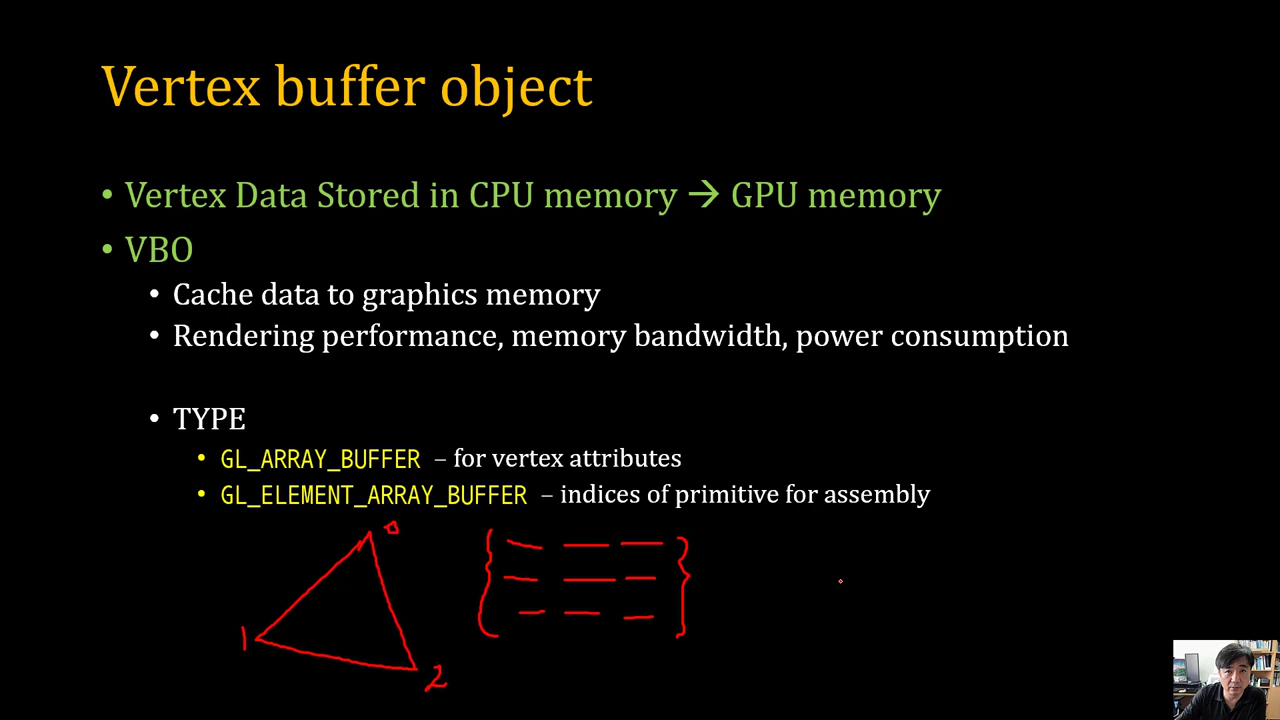 Vertex buffer object
• Vertex Data Stored in CPU memory → GPU memory
• VBO
• Cache data to graphics memory
• Rendering performance, memory bandwidth, power consumption
• TYPE
• GL_ARRAY_BUFFER – for vertex attributes
• GL_ELEMENT_ARRAY_BUFFER – indices of primitive for assembly
0
1
2